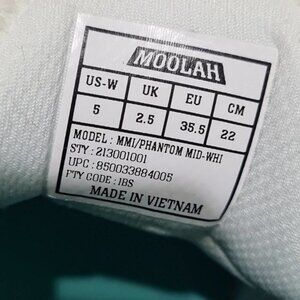 MOOLAH
US-W UK EU CM
5 2.5 35.5 22
MODEL : MMI/PHANTOM MID-WHI
STY : 213001001
UPC : 850033884005
F'TY CODE : IBS
MADE IN VIETNAM